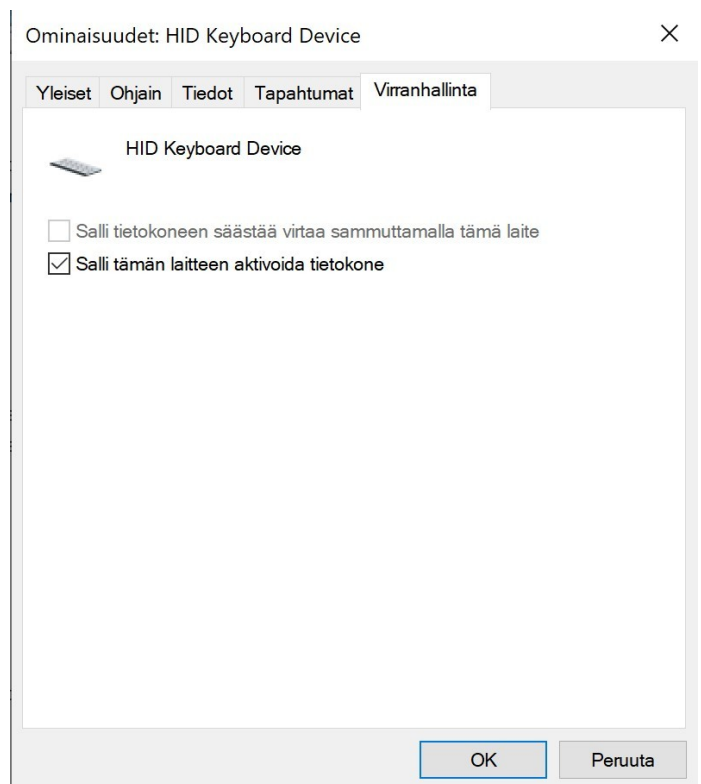 Ominaisuudet: HID Keyboard Device
Yleiset Ohjain Tiedot Tapahtumat Virranhallinta
HID Keyboard Device
Salli tietokoneen säästää virtaa sammuttamalla tämä laite
Salli tämän laitteen aktivoida tietokone
OK Peruuta